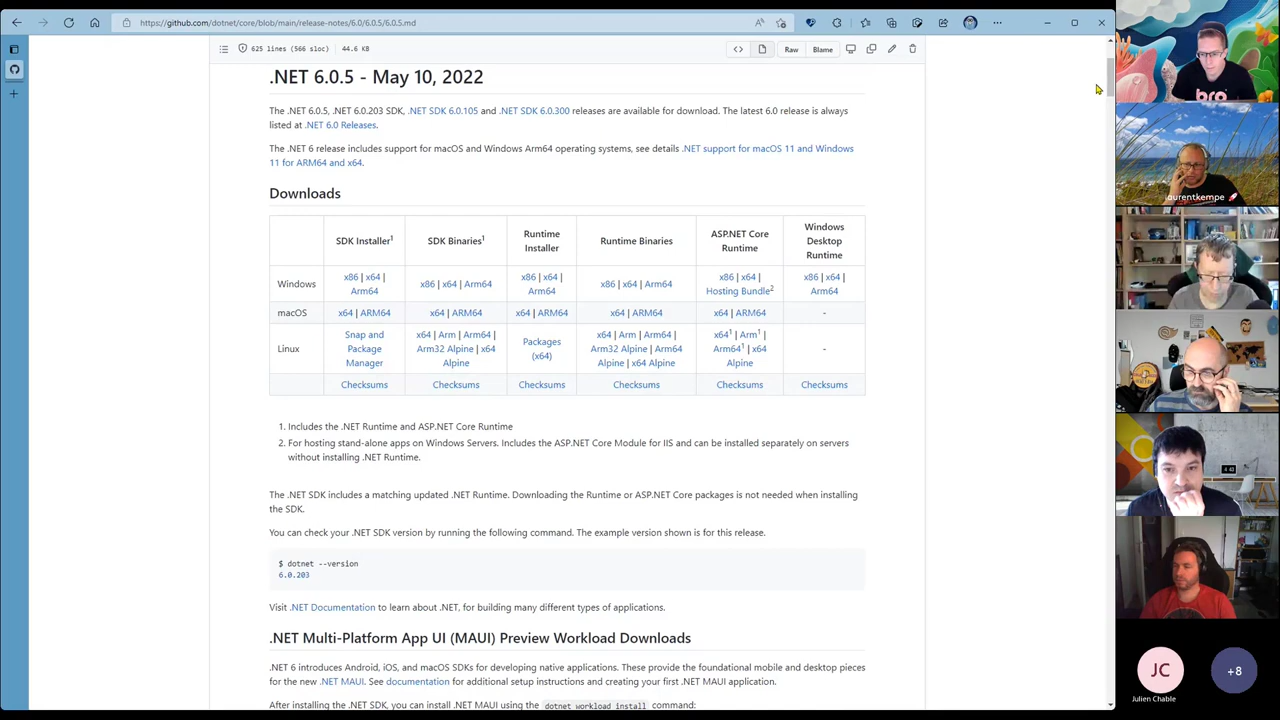 https://github.com/dotnet/core/blob/main/release-notes/6.0/6.0.5/6.0.5.md
625 lines (566 sloc) 44.6 KB
Raw Blame
.NET 6.0.5 - May 10, 2022
The .NET 6.0.5, .NET 6.0.203 SDK, .NET SDK 6.0.105 and .NET SDK 6.0.300 releases are available for download. The latest 6.0 release is always
listed at .NET 6.0 Releases.
The .NET 6 release includes support for macOS and Windows Arm64 operating systems, see details .NET support for macOS 11 and Windows
11 for ARM64 and x64.
Downloads
SDK Installer1 SDK Binaries1 Runtime Installer Runtime Binaries ASP.NET Core Runtime Windows Desktop Runtime
Windows x86 | x64 | Arm64 x86 | x64 | Arm64 x86 | x64 | Arm64 x86 | x64 | Arm64 x86 | x64 | Hosting Bundle2 x86 | x64 | Arm64
macOS x64 | ARM64 x64 | ARM64 x64 | ARM64 x64 | ARM64 x64 | ARM64 -
Linux Snap and Package Manager x64 | Arm | Arm64 | Arm32 Alpine | x64 Alpine Packages (x64) x64 | Arm | Arm64 | Arm32 Alpine | Arm64 Alpine | x64 Alpine x641 | Arm1 | Arm641 | x64 Alpine -
Checksums Checksums Checksums Checksums Checksums Checksums
1. Includes the .NET Runtime and ASP.NET Core Runtime
2. For hosting stand-alone apps on Windows Servers. Includes the ASP.NET Core Module for IIS and can be installed separately on servers
without installing .NET Runtime.
The .NET SDK includes a matching updated .NET Runtime. Downloading the Runtime or ASP.NET Core packages is not needed when installing
the SDK.
You can check your .NET SDK version by running the following command. The example version shown is for this release.
$ dotnet --version
6.0.203
Visit .NET Documentation to learn about .NET, for building many different types of applications.
.NET Multi-Platform App UI (MAUI) Preview Workload Downloads
.NET 6 introduces Android, iOS, and macOS SDKs for developing native applications. These provide the foundational mobile and desktop pieces
for the new .NET MAUI. See documentation for additional setup instructions and creating your first .NET MAUI application.
After installing the .NET SDK, you can install .NET MAUI using the dotnet workload install command:
bro
laurentkempe
4:43
JC
Julien Chable
+8